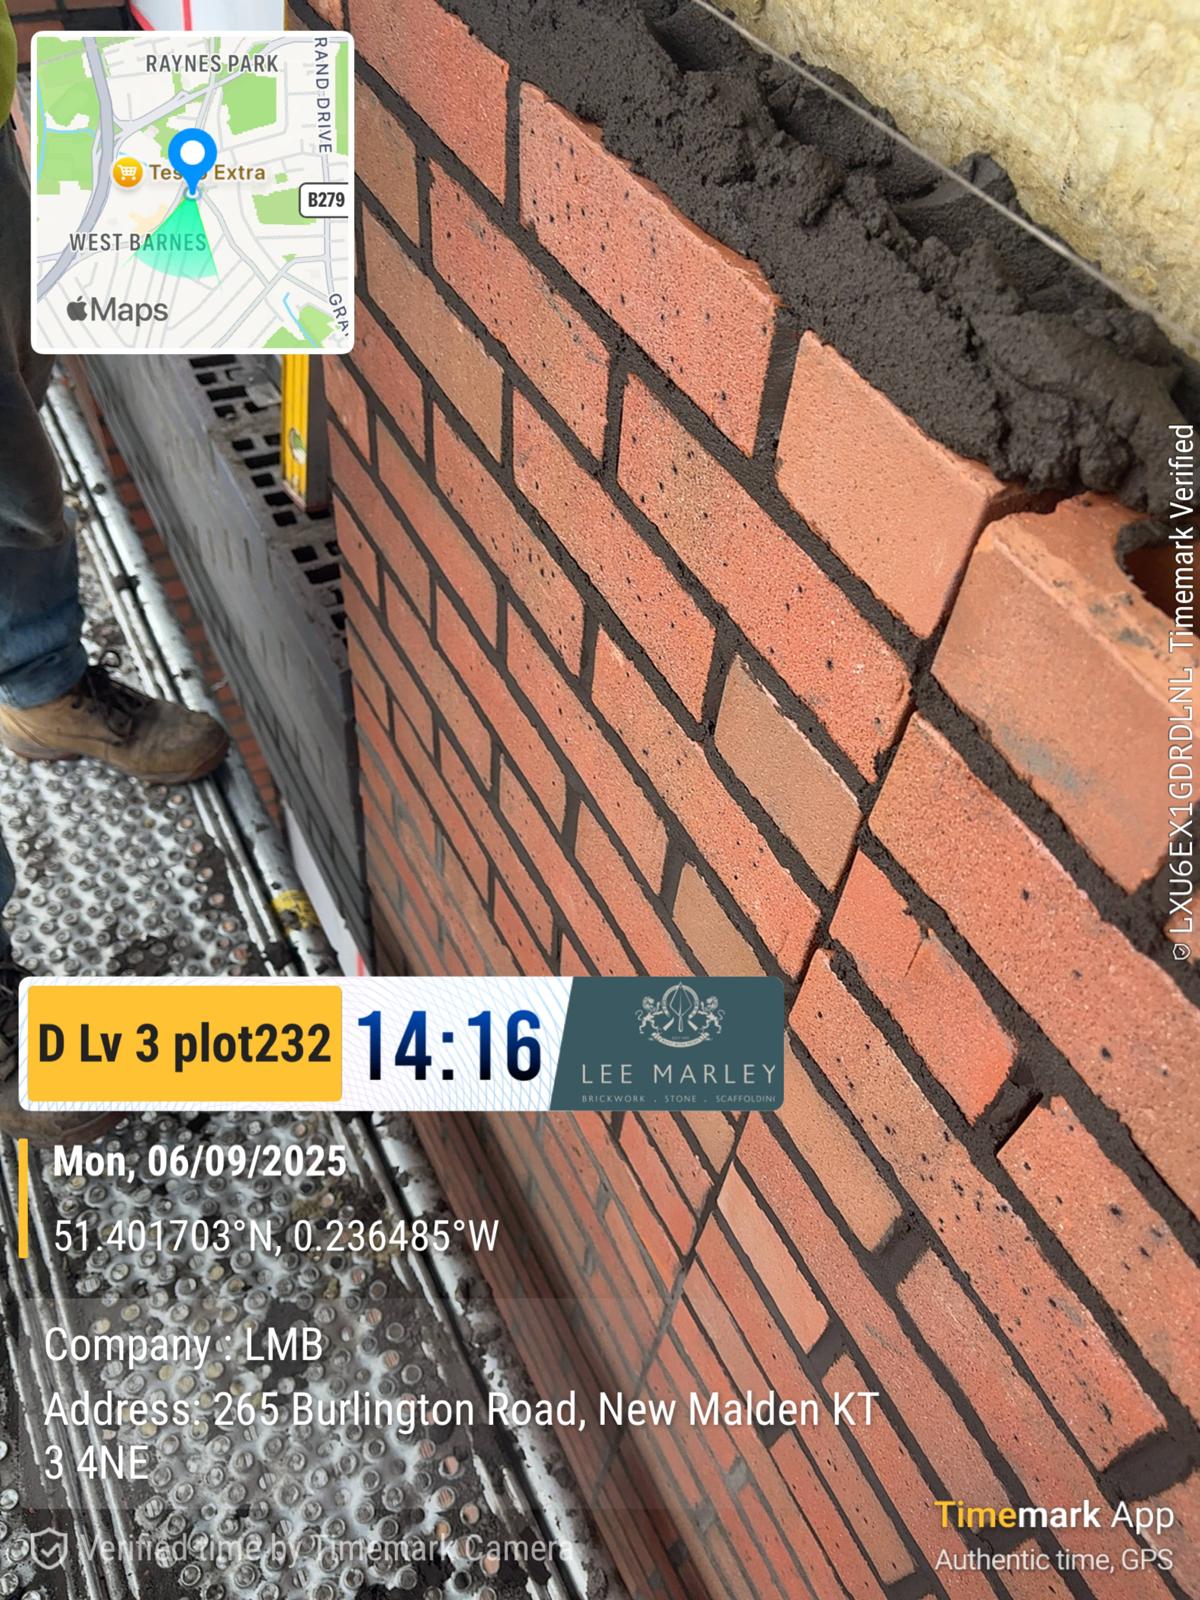 RAYNES PARK
RAND DRIVE
Extra
B279
WEST BARNES
Maps
GRA
D Lv 3 plot232
14:16
LEE MARLEY
BRICKWORK . STONE . SCAFFOLDIN
Mon, 06/09/2025
51.401703°N, 0.236485°W
Company : LMB
Address: 265 Burlington Road, New Malden KT
3 4NE
Verified time by Timemark Camera
Timemark App
Authentic time, GPS
LXU6EX1GDRDLNL Timemark Verified